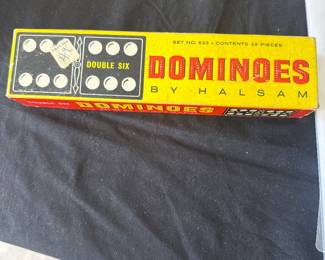 SET NO. 623 • CONTENTS 28 PIECES
DOUBLE SIX
DOMINOES
BY HALSAM
DOUBLE SIX DOMINOES